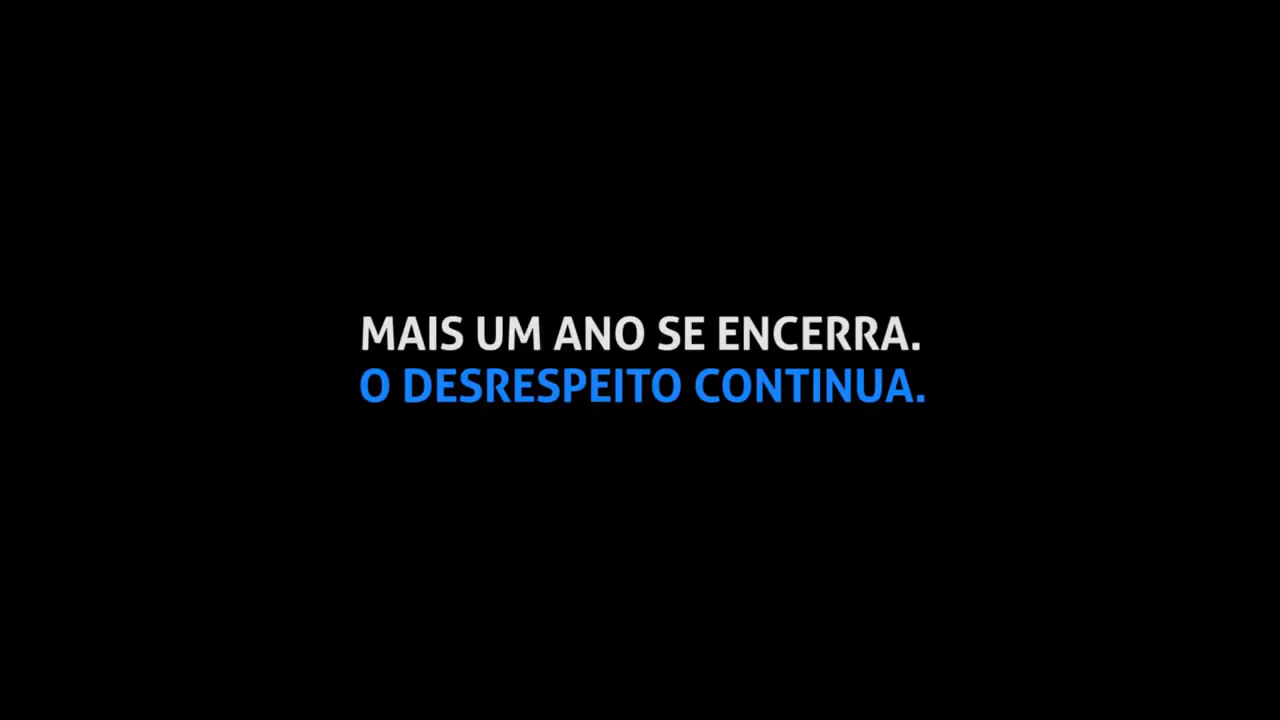 MAIS UM ANO SE ENCERRA.
O DESRESPEITO CONTINUA.